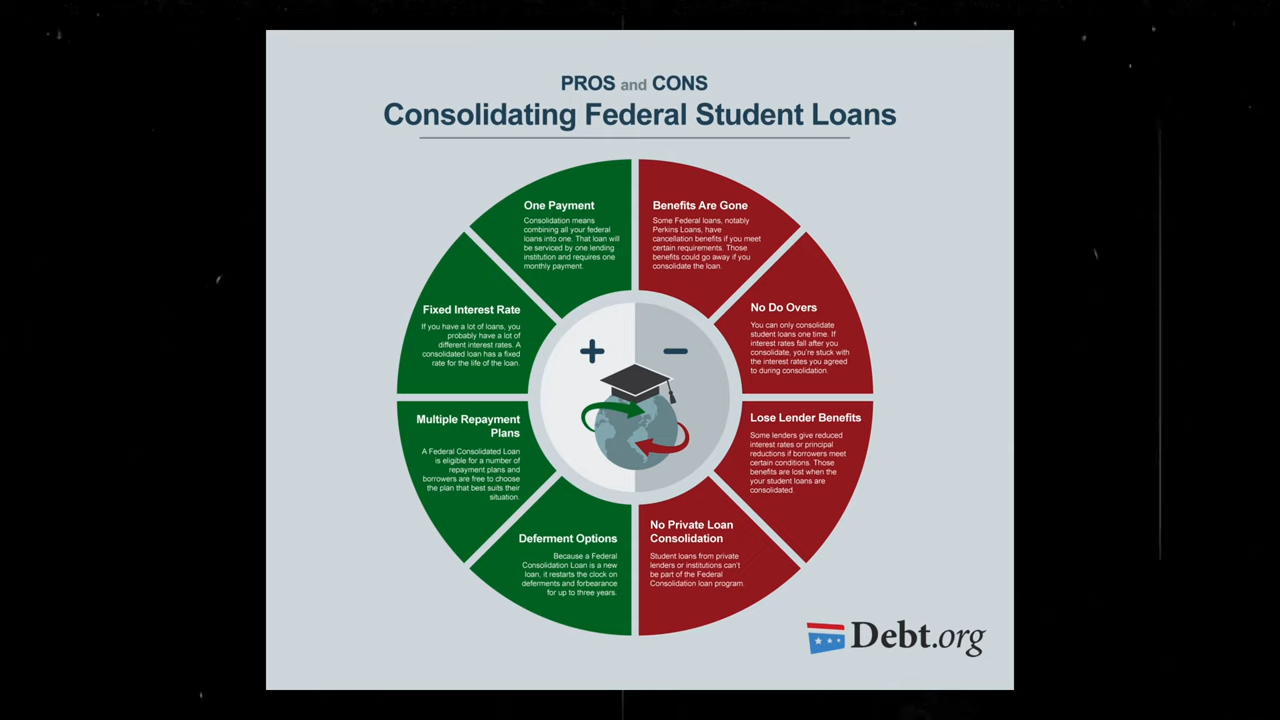 PROS and CONS
Consolidating Federal Student Loans
One Payment
Consolidation means
combining all your federal
loans into one. That loan will
be serviced by one lending
institution and requires one
monthly payment.
Fixed Interest Rate
If you have a lot of loans, you
probably have a lot of
different interest rates. A
consolidated loan has a fixed
rate for the life of the loan.
Multiple Repayment
Plans
A Federal Consolidated Loan
is eligible for a number of
repayment plans and
borrowers are free to choose
the plan that best suits their
situation.
Deferment Options
Because a Federal
Consolidation Loan is a new
loan, it restarts the clock on
deferments and forbearance
for up to three years.
Benefits Are Gone
Some Federal loans, notably
Perkins Loans, have
cancellation benefits if you meet
certain requirements. Those
benefits could go away if you
consolidate the loan.
No Do Overs
You can only consolidate
student loans one time. If
interest rates fall after you
consolidate, you're stuck with
the interest rates you agreed
to during consolidation.
Lose Lender Benefits
Some lenders give reduced
interest rates or principal
reductions if borrowers meet
certain conditions. Those
benefits are lost when the
your student loans are
consolidated.
No Private Loan
Consolidation
Student loans from private
lenders or institutions can't
be part of the Federal
Consolidation loan program.
Debt.org